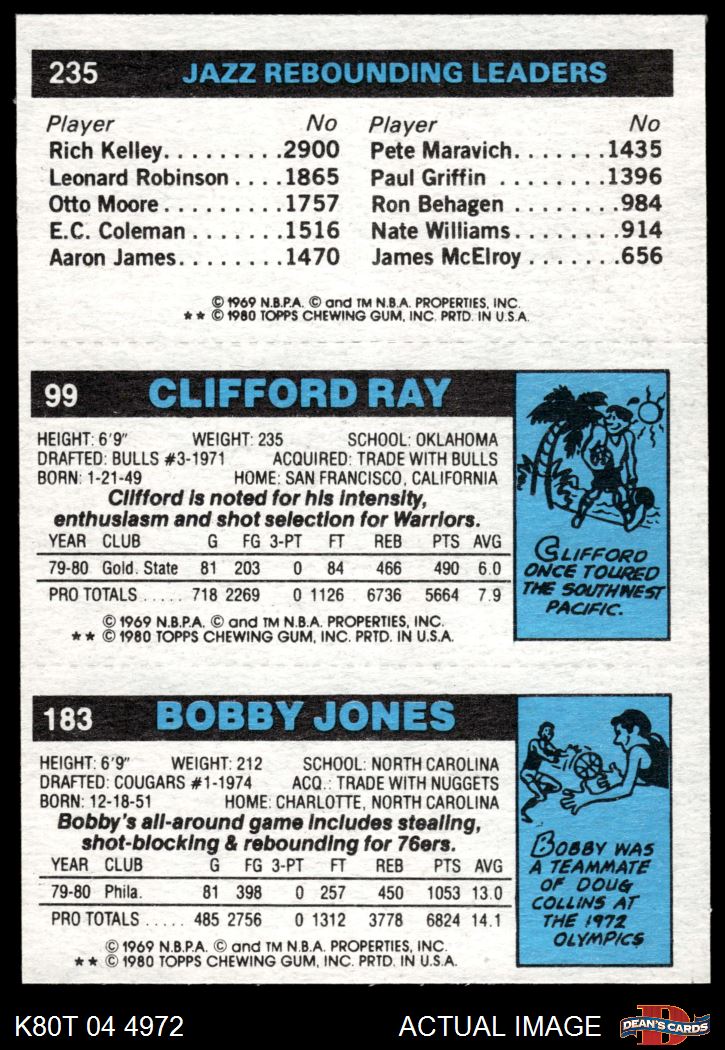 235 JAZZ REBOUNDING LEADERS
Player No Player No
Rich Kelley.........2900 Pete Maravich........1435
Leonard Robinson....1865 Paul Griffin ........1396
Otto Moore..........1757 Ron Behagen ........984
E.C. Coleman........1516 Nate Williams........914
Aaron James........1470 James McElroy.......656
© 1969 N.B.P.A. © and TM N.B.A. PROPERTIES, INC.
★★ © 1980 TOPPS CHEWING GUM, INC. PRTD. IN U.S.A.
99 CLIFFORD RAY
HEIGHT: 6'9" WEIGHT: 235 SCHOOL: OKLAHOMA
DRAFTED: BULLS #3-1971 ACQUIRED: TRADE WITH BULLS
BORN: 1-21-49 HOME: SAN FRANCISCO, CALIFORNIA
Clifford is noted for his intensity,
enthusiasm and shot selection for Warriors.
YEAR CLUB G FG 3-PT FT REB PTS AVG
79-80 Gold. State 81 203 0 84 466 490 6.0
PRO TOTALS ..... 718 2269 0 1126 6736 5664 7.9
© 1969 N.B.P.A. © and TM N.B.A. PROPERTIES, INC.
★★ © 1980 TOPPS CHEWING GUM, INC. PRTD. IN U.S.A.
CLIFFORD
ONCE TOURED
THE SOUTHWEST
PACIFIC.
183 BOBBY JONES
HEIGHT: 6'9" WEIGHT: 212 SCHOOL: NORTH CAROLINA
DRAFTED: COUGARS #1-1974 ACQ.: TRADE WITH NUGGETS
BORN: 12-18-51 HOME: CHARLOTTE, NORTH CAROLINA
Bobby's all-around game includes stealing,
shot-blocking & rebounding for 76ers.
YEAR CLUB G FG 3-PT FT REB PTS AVG
79-80 Phila. 81 398 0 257 450 1053 13.0
PRO TOTALS ..... 485 2756 0 1312 3778 6824 14.1
© 1969 N.B.P.A. © and TM N.B.A. PROPERTIES, INC.
★★ © 1980 TOPPS CHEWING GUM, INC. PRTD. IN U.S.A.
BOBBY WAS
A TEAMMATE
OF DOUG
COLLINS AT
THE 1972
OLYMPICS
K80T 04 4972 ACTUAL IMAGE D DEAN'S CARDS